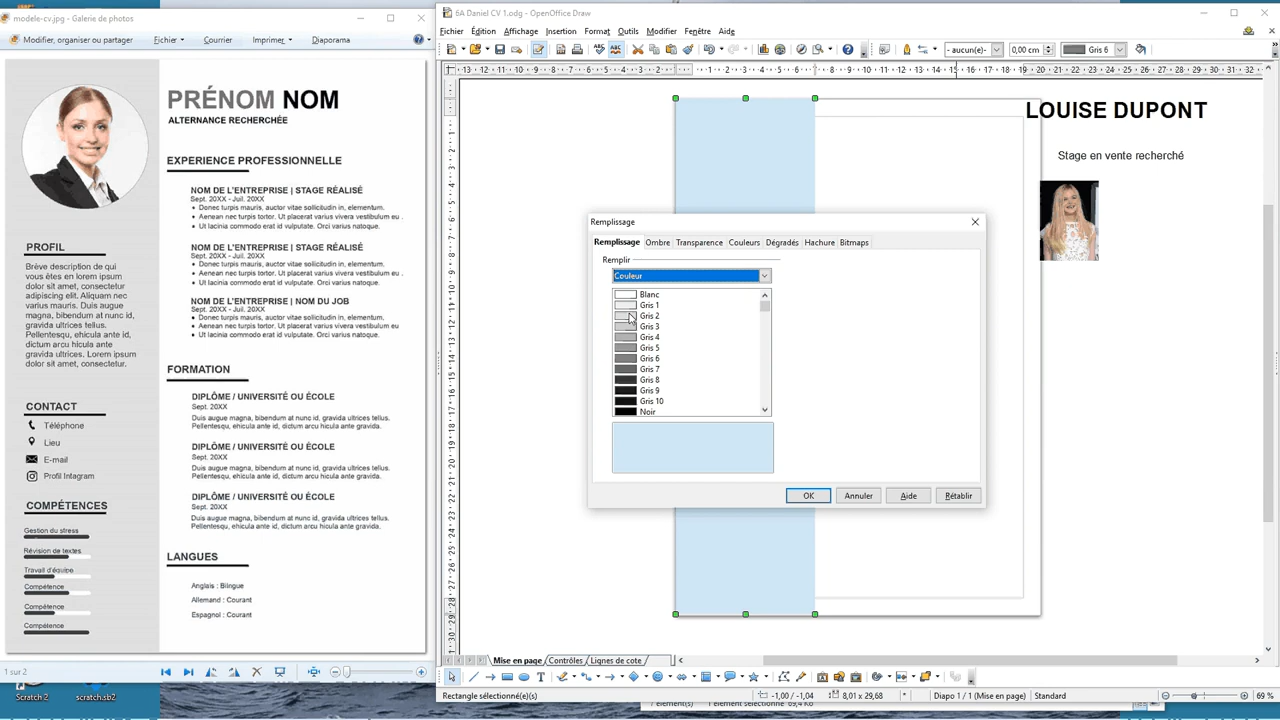 modele-cv.jpg - Galerie de photos
Modifier, organiser ou partager
Fichier
Courrier
Imprimer
Diaporama
PRÉNOM NOM
ALTERNANCE RECHERCHÉE
EXPERIENCE PROFESSIONNELLE
NOM DE L'ENTREPRISE | STAGE RÉALISÉ
Sept. 20XX - Juil. 20XX
Donec turpis mauris, auctor vitae sollicitudin in, elementum.
Aenean nec turpis tortor. Ut placerat varius vivera vestibulum eu .
Ut lacinia commodo erat id vulputate. Orci varius natoque.
NOM DE L'ENTREPRISE | STAGE RÉALISÉ
Sept. 20XX - Juil. 20XX
Donec turpis mauris, auctor vitae sollicitudin in, elementum.
Aenean nec turpis tortor. Ut placerat varius vivera vestibulum eu .
Ut lacinia commodo erat id vulputate. Orci varius natoque.
NOM DE L'ENTREPRISE | NOM DU JOB
Sept. 20XX - Juil. 20XX
Donec turpis mauris, auctor vitae sollicitudin in, elementum.
Aenean nec turpis tortor. Ut placerat varius vivera vestibulum eu
Ut lacinia commodo erat id vulputate. Orci varius natoque.
PROFIL
Brève description de qui
vous êtes en lorem ipsum
dolor sit amet, consectetur
adipiscing elit. Aliquam nec
varius mauris. Duis augue
magna, bibendum at nunc id,
gravida ultrices tellus.
Pellentesqu, ehicula ante id,
dictum arcu hicula ante
gravida ultrices. Lorem ipsum
dolor sit amet, consectetur.
CONTACT
Téléphone
Lieu
E-mail
Profil Intagram
COMPÉTENCES
Gestion du stress
Révision de textes
Travail d'équipe
Compétence
Compétence
Compétence
FORMATION
DIPLÔME / UNIVERSITÉ OU ÉCOLE
Sept. 20XX
Duis augue magna, bibendum at nunc id, gravida ultrices tellus.
Pellentesqu, ehicula ante id, dictum arcu hicula ante gravida.
DIPLÔME / UNIVERSITÉ OU ÉCOLE
Sept. 20XX
Duis augue magna, bibendum at nunc id, gravida ultrices tellus.
Pellentesqu, ehicula ante id, dictum arcu hicula ante gravida.
DIPLÔME / UNIVERSITÉ OU ÉCOLE
Sept. 20XX
Duis augue magna, bibendum at nunc id, gravida ultrices tellus.
Pellentesqu, ehicula ante id, dictum arcu hicula ante gravida.
LANGUES
Anglais : Bilingue
Allemand : Courant
Espagnol : Courant
1 sur 2
Scratch 2
scratch.sb2
6A Daniel CV 1.odg - OpenOffice Draw
Fichier Édition Affichage Insertion Format Outils Modifier Fenêtre Aide
- aucun(e) - 0,00 cm Gris 6
LOUISE DUPONT
Stage en vente recherché
Remplissage
Remplissage Ombre Transparence Couleurs Dégradés Hachure Bitmaps
Remplir
Couleur
Blanc
Gris 1
Gris 2
Gris 3
Gris 4
Gris 5
Gris 6
Gris 7
Gris 8
Gris 9
Gris 10
Noir
OK Annuler Aide Rétablir
Mise en page Contrôles Lignes de cote
Rectangle sélectionné(e)(s) -1,00 / -1,04 8,01 x 29,68 * Diapo 1 / 1 (Mise en page) Standard 69 %